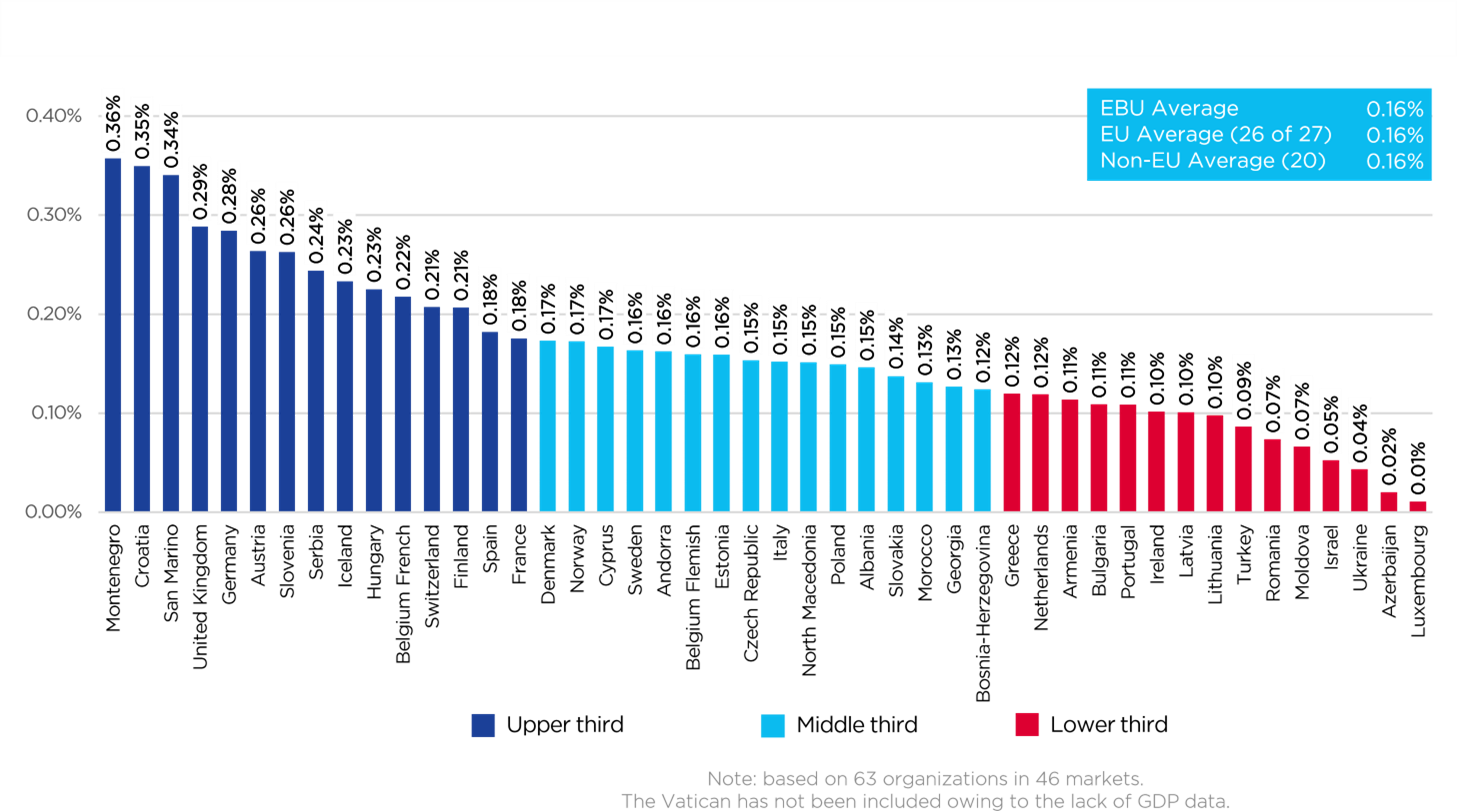 0.40%
0.30%
0.20%
0.10%
0.00%
EBU Average 0.16%
EU Average (26 of 27) 0.16%
Non-EU Average (20) 0.16%
0.36%
0.35%
0.34%
0.29%
0.28%
0.26%
0.26%
0.24%
0.23%
0.23%
0.22%
0.21%
0.21%
0.18%
0.18%
0.17%
0.17%
0.17%
0.16%
0.16%
0.16%
0.16%
0.15%
0.15%
0.15%
0.15%
0.15%
0.14%
0.13%
0.13%
0.12%
0.12%
0.12%
0.11%
0.11%
0.11%
0.10%
0.10%
0.10%
0.09%
0.07%
0.07%
0.05%
0.04%
0.02%
0.01%
Montenegro
Croatia
San Marino
United Kingdom
Germany
Austria
Slovenia
Serbia
Iceland
Hungary
Belgium French
Switzerland
Finland
Spain
France
Denmark
Norway
Cyprus
Sweden
Andorra
Belgium Flemish
Estonia
Czech Republic
Italy
North Macedonia
Poland
Albania
Slovakia
Morocco
Georgia
Bosnia-Herzegovina
Greece
Netherlands
Armenia
Bulgaria
Portugal
Ireland
Latvia
Lithuania
Turkey
Romania
Moldova
Israel
Ukraine
Azerbaijan
Luxembourg
Upper third
Middle third
Lower third
Note: based on 63 organizations in 46 markets.
The Vatican has not been included owing to the lack of GDP data.